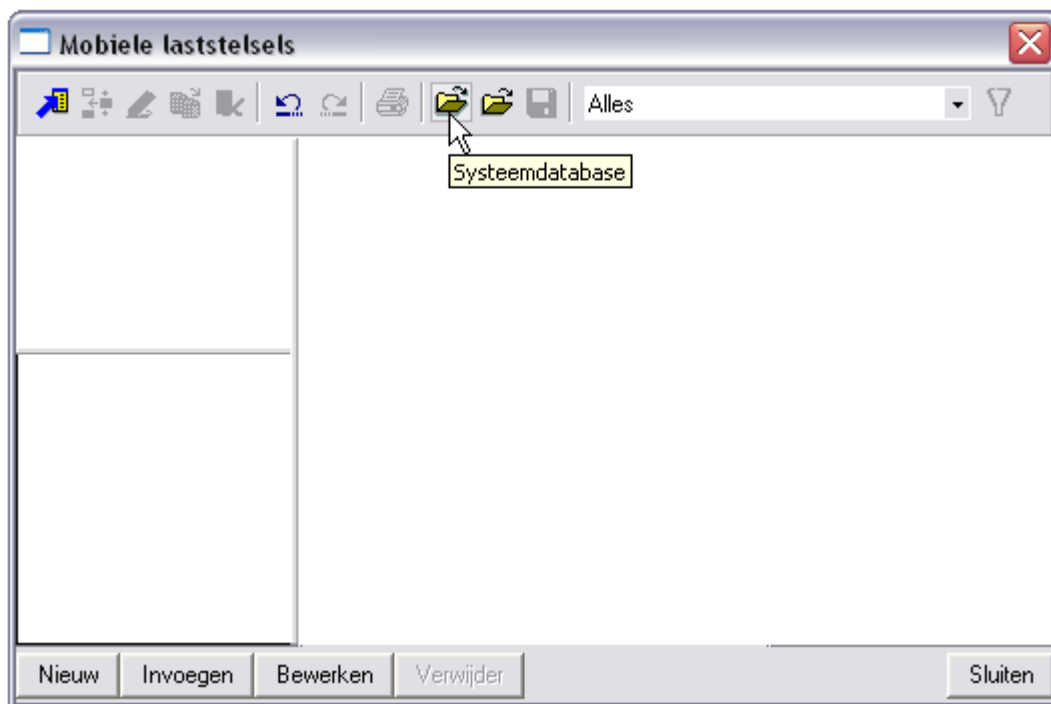 Mobiele laststelsels
Alles
Systeemdatabase
Nieuw Invoegen Bewerken Verwijder Sluiten